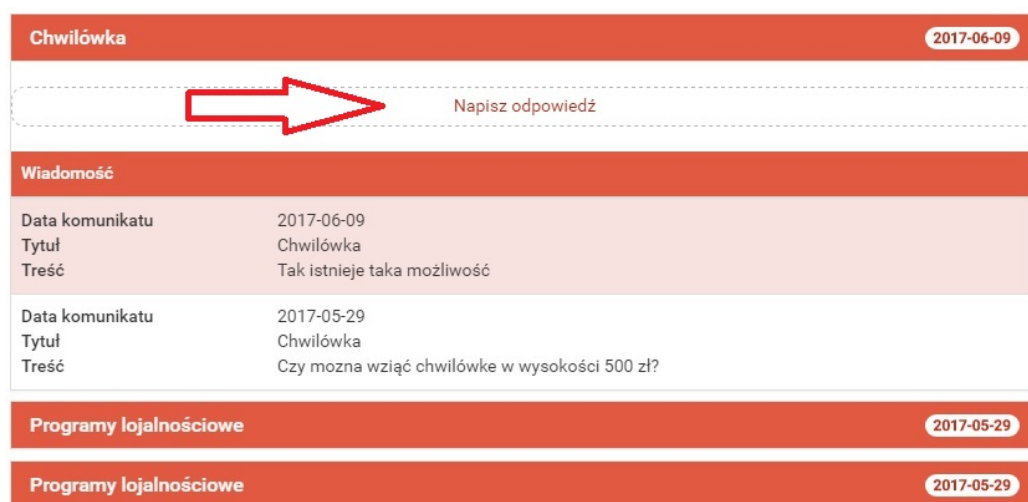 Chwilówka 2017-06-09
Napisz odpowiedź
Wiadomość
Data komunikatu 2017-06-09
Tytuł Chwilówka
Treść Tak istnieje taka możliwość
Data komunikatu 2017-05-29
Tytuł Chwilówka
Treść Czy mozna wziąć chwilówke w wysokości 500 zł?
Programy lojalnościowe 2017-05-29
Programy lojalnościowe 2017-05-29